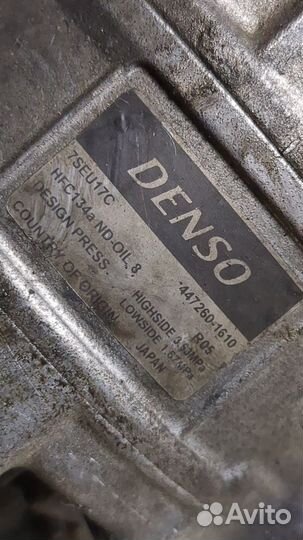 DENSO
7SEU17C
447260-1610
HFC134a ND-OIL 8
R05
DESIGN PRESS
HIGHSIDE 3.53MPa
LOWSIDE 1.67MPa
COUNTRY OF ORIGIN
JAPAN
Avito